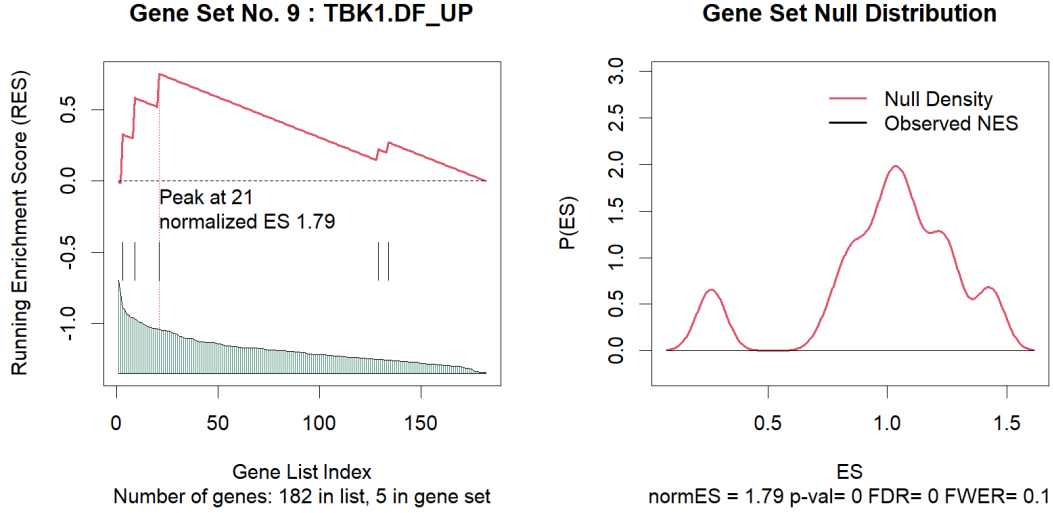 Gene Set No. 9 : TBK1.DF_UP
Running Enrichment Score (RES)
0.5
0.0
-0.5
-1.0
Peak at 21
normalized ES 1.79
0 50 100 150
Gene List Index
Number of genes: 182 in list, 5 in gene set
Gene Set Null Distribution
P(ES)
3.0
2.5
2.0
1.5
1.0
0.5
0.0
Null Density
Observed NES
0.5 1.0 1.5
ES
normES = 1.79 p-val= 0 FDR= 0 FWER= 0.1